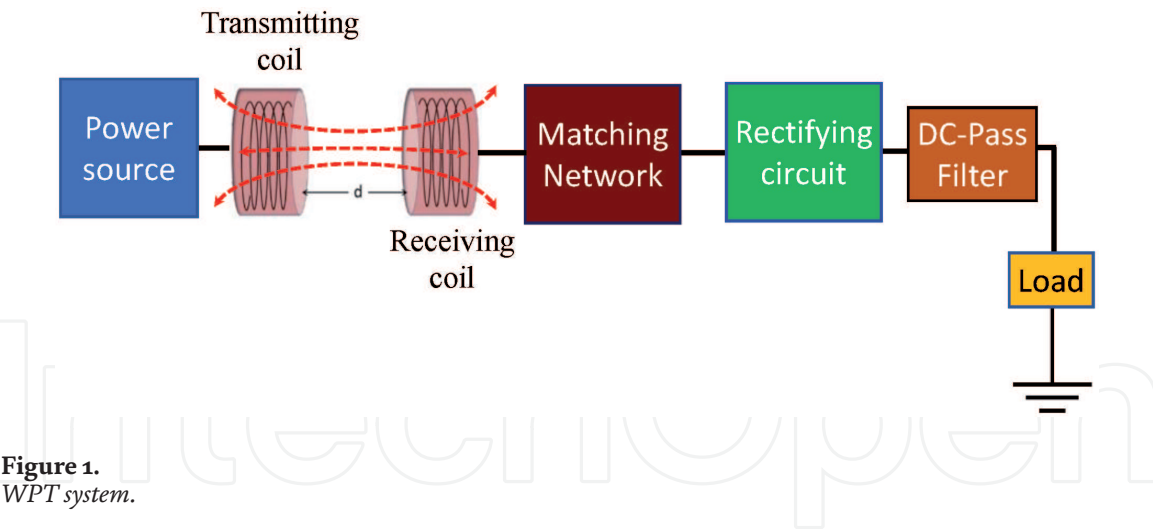 Transmitting
coil
Power
source
d
Receiving
coil
Matching
Network
Rectifying
circuit
DC-Pass
Filter
Load
IntechOpen
Figure 1.
WPT system.